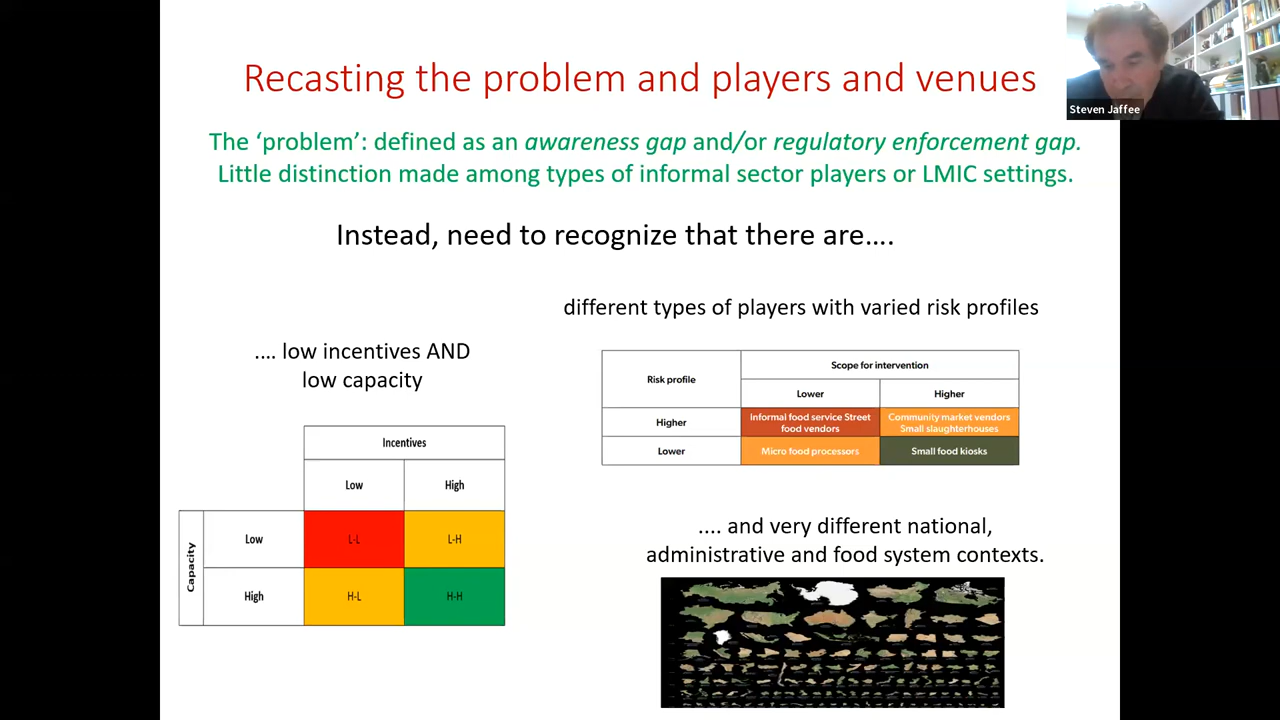 Steven Jaffee
Recasting the problem and players and venues
The ‘problem’: defined as an awareness gap and/or regulatory enforcement gap.
Little distinction made among types of informal sector players or LMIC settings.
Instead, need to recognize that there are....
different types of players with varied risk profiles
.... low incentives AND
low capacity
Risk profile
Scope for intervention
Lower
Higher
Higher
Informal food service Street
food vendors
Community market vendors
Small slaughterhouses
Lower
Micro food processors
Small food kiosks
Incentives
Low
High
Capacity
Low
L-L
L-H
High
H-L
H-H
.... and very different national,
administrative and food system contexts.